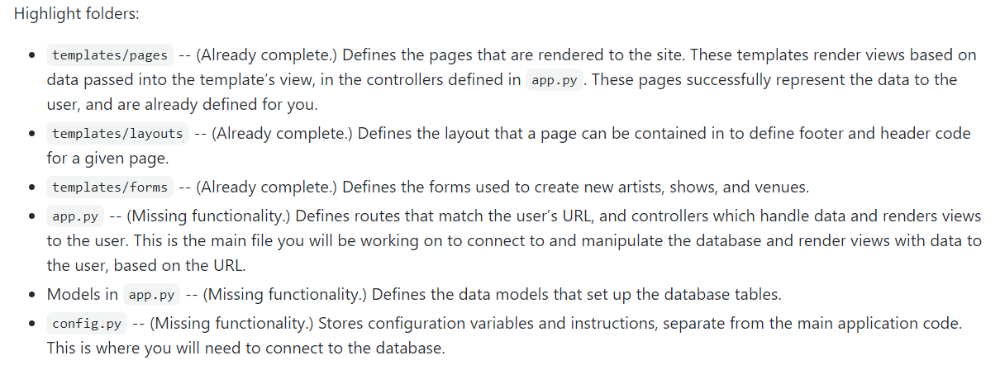 Highlight folders:
• templates/pages -- (Already complete.) Defines the pages that are rendered to the site. These templates render views based on
data passed into the template’s view, in the controllers defined in app.py . These pages successfully represent the data to the
user, and are already defined for you.
• templates/layouts -- (Already complete.) Defines the layout that a page can be contained in to define footer and header code
for a given page.
• templates/forms -- (Already complete.) Defines the forms used to create new artists, shows, and venues.
• app.py -- (Missing functionality.) Defines routes that match the user’s URL, and controllers which handle data and renders views
to the user. This is the main file you will be working on to connect to and manipulate the database and render views with data to
the user, based on the URL.
• Models in app.py -- (Missing functionality.) Defines the data models that set up the database tables.
• config.py -- (Missing functionality.) Stores configuration variables and instructions, separate from the main application code.
This is where you will need to connect to the database.